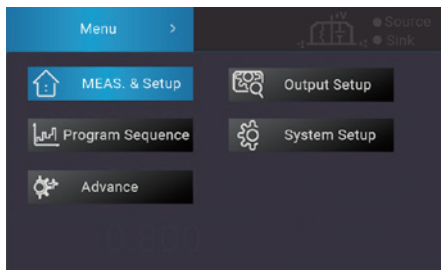 Menu >
Source
Sink
MEAS. & Setup
Output Setup
Program Sequence
System Setup
Advance